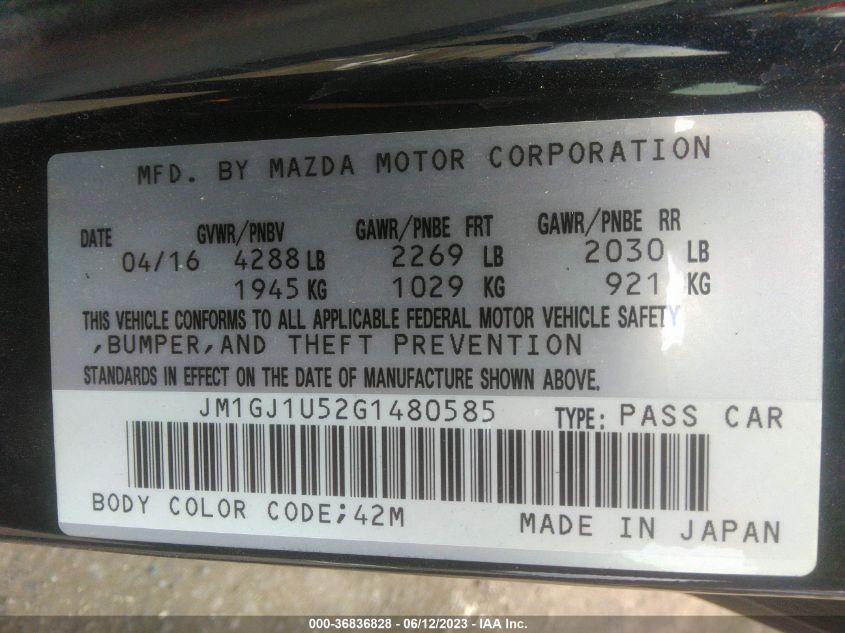 MFD. BY MAZDA MOTOR CORPORATION
DATE GVWR/PNBV GAWR/PNBE FRT GAWR/PNBE RR
04/16 4288 LB 2269 LB 2030 LB
1945 KG 1029 KG 921 KG
THIS VEHICLE CONFORMS TO ALL APPLICABLE FEDERAL MOTOR VEHICLE SAFETY
,BUMPER,AND THEFT PREVENTION
STANDARDS IN EFFECT ON THE DATE OF MANUFACTURE SHOWN ABOVE.
JM1GJ1U52G1480585 TYPE: PASS CAR
BODY COLOR CODE;42M MADE IN JAPAN
000-36836828 - 06/12/2023 - IAA Inc.